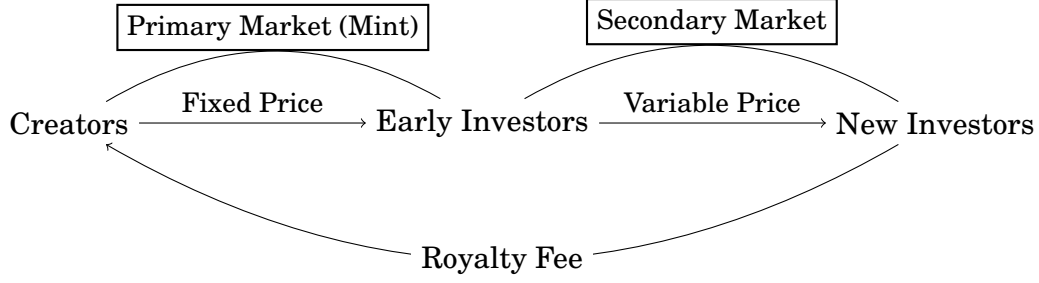 Primary Market (Mint)
Secondary Market
Fixed Price
Variable Price
Creators
Early Investors
New Investors
Royalty Fee